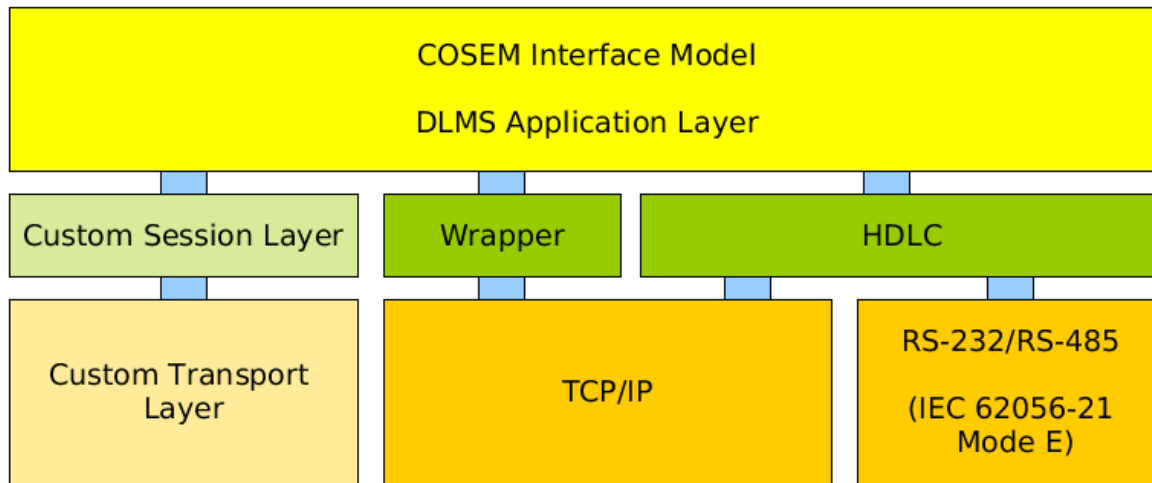 COSEM Interface Model
DLMS Application Layer
Custom Session Layer
Wrapper
HDLC
Custom Transport
Layer
TCP/IP
RS-232/RS-485
(IEC 62056-21
Mode E)